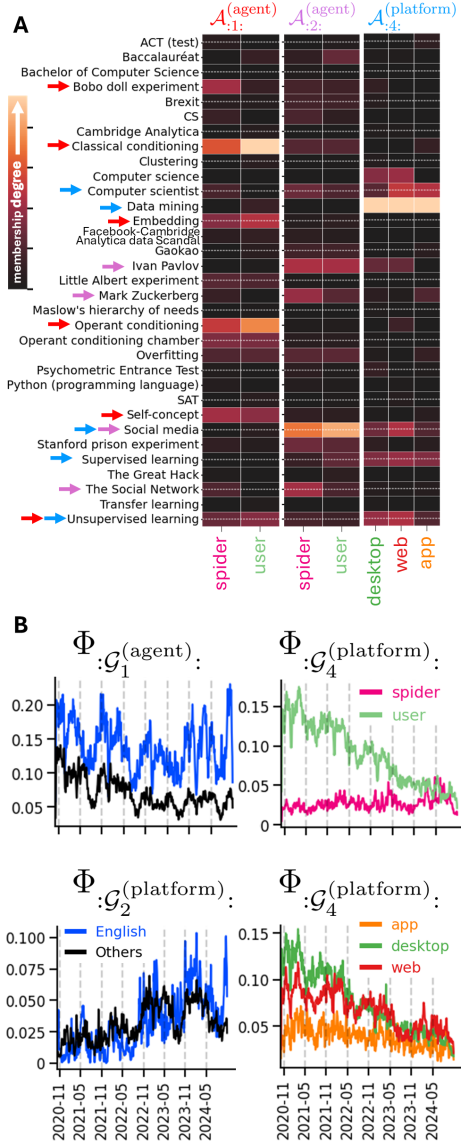 A
𝒜:1:(agent) 𝒜:2:(agent) 𝒜:4:(platform)
membership degree
ACT (test)
Baccalauréat
Bachelor of Computer Science
Bobo doll experiment
Brexit
CS
Cambridge Analytica
Classical conditioning
Clustering
Computer science
Computer scientist
Data mining
Embedding
Facebook-Cambridge
Analytica data Scandal
Gaokao
Ivan Pavlov
Little Albert experiment
Mark Zuckerberg
Maslow's hierarchy of needs
Operant conditioning
Operant conditioning chamber
Overfitting
Psychometric Entrance Test
Python (programming language)
SAT
Self-concept
Social media
Stanford prison experiment
Supervised learning
The Great Hack
The Social Network
Transfer learning
Unsupervised learning
spider user spider user desktop web app
B
Φ:𝒢1(agent): Φ:𝒢4(platform):
0.20
0.15
0.10
0.05
spider
user
0.15
0.10
0.05
0
Φ:𝒢2(platform): Φ:𝒢4(platform):
English
Others
0.100
0.075
0.050
0.025
0
2020-11 2021-05 2021-11 2022-05 2022-11 2023-05 2023-11 2024-05
app
desktop
web
0.15
0.10
0.05
2020-11 2021-05 2021-11 2022-05 2022-11 2023-05 2023-11 2024-05